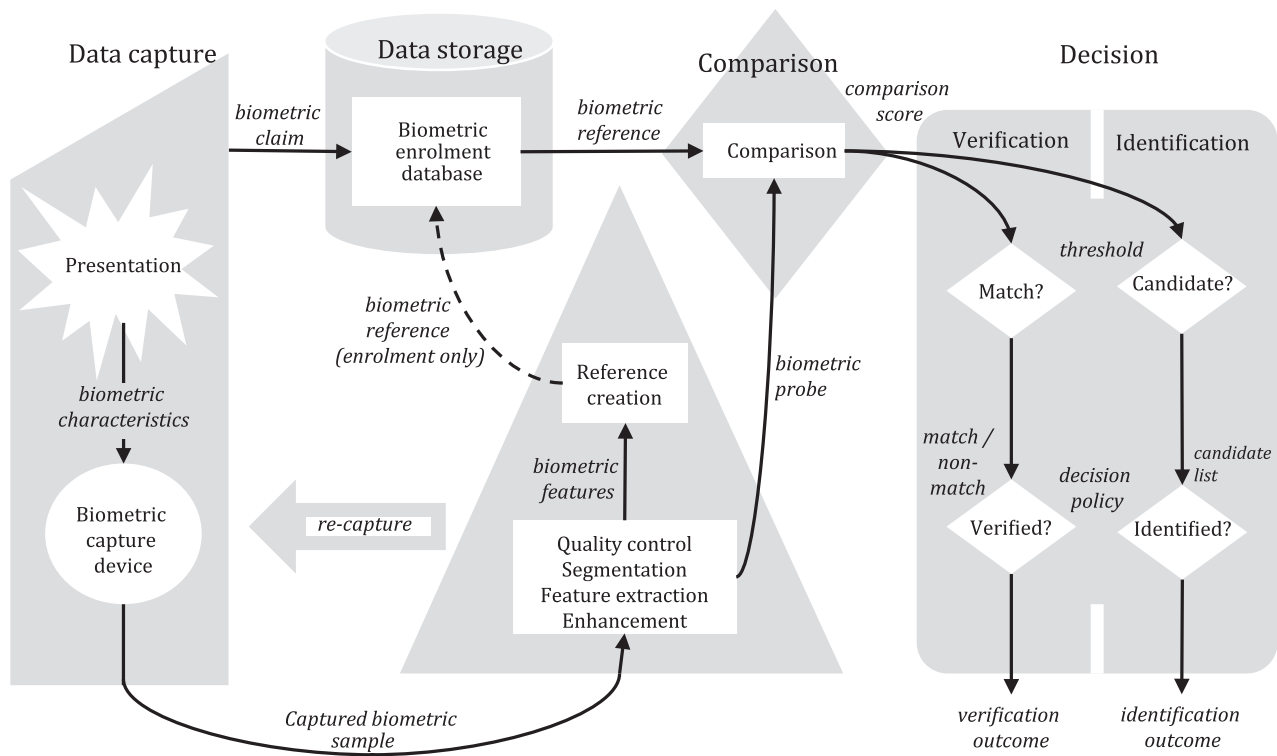 Data capture
Data storage
Comparison
Decision
biometric
claim
biometric
reference
comparison
score
Biometric
enrolment
database
Comparison
Verification
Identification
Presentation
threshold
Match?
Candidate?
biometric
reference
(enrolment only)
Reference
creation
biometric
probe
biometric
characteristics
match /
non-
match
candidate
list
biometric
features
decision
policy
re-capture
Biometric
capture
device
Quality control
Segmentation
Feature extraction
Enhancement
Verified?
Identified?
Captured biometric
sample
verification
outcome
identification
outcome